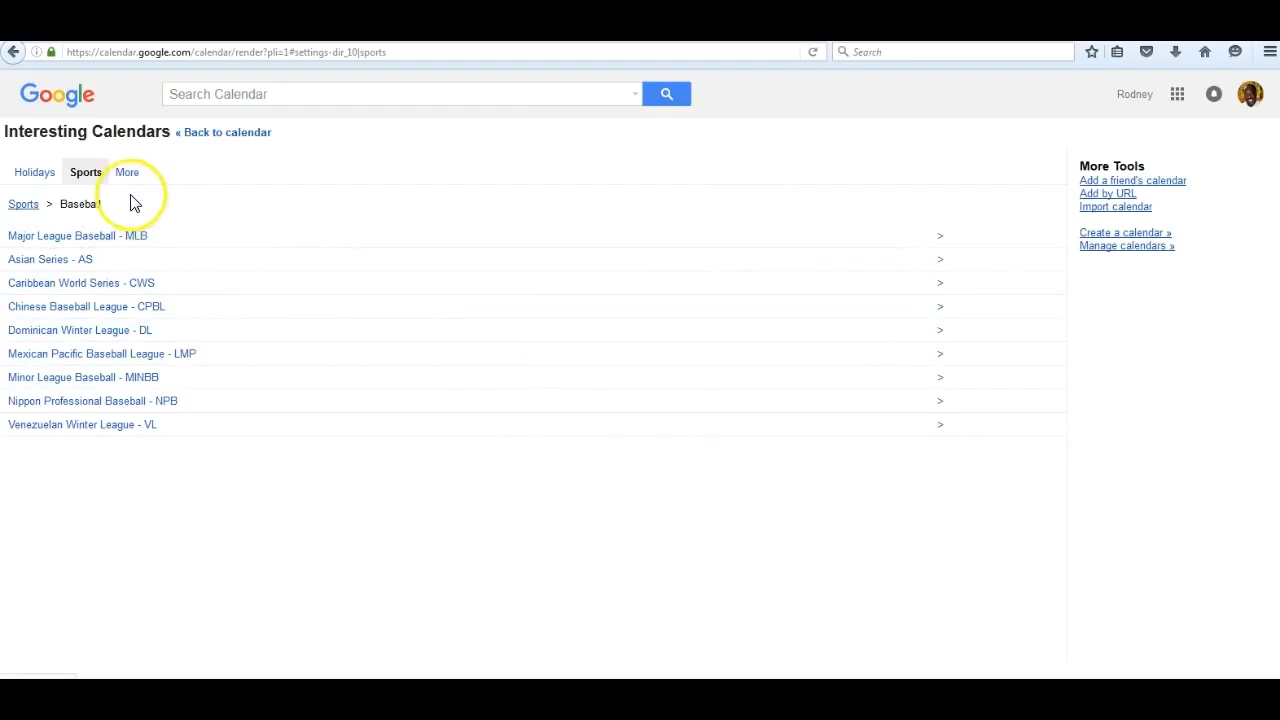 https://calendar.google.com/calendar/render?pli=1#settings-dir_10|sports
Search
Google
Search Calendar
Rodney
Interesting Calendars « Back to calendar
Holidays Sports More
Sports > Baseball
Major League Baseball - MLB >
Asian Series - AS >
Caribbean World Series - CWS >
Chinese Baseball League - CPBL >
Dominican Winter League - DL >
Mexican Pacific Baseball League - LMP >
Minor League Baseball - MINBB >
Nippon Professional Baseball - NPB >
Venezuelan Winter League - VL >
More Tools
Add a friend's calendar
Add by URL
Import calendar
Create a calendar »
Manage calendars »